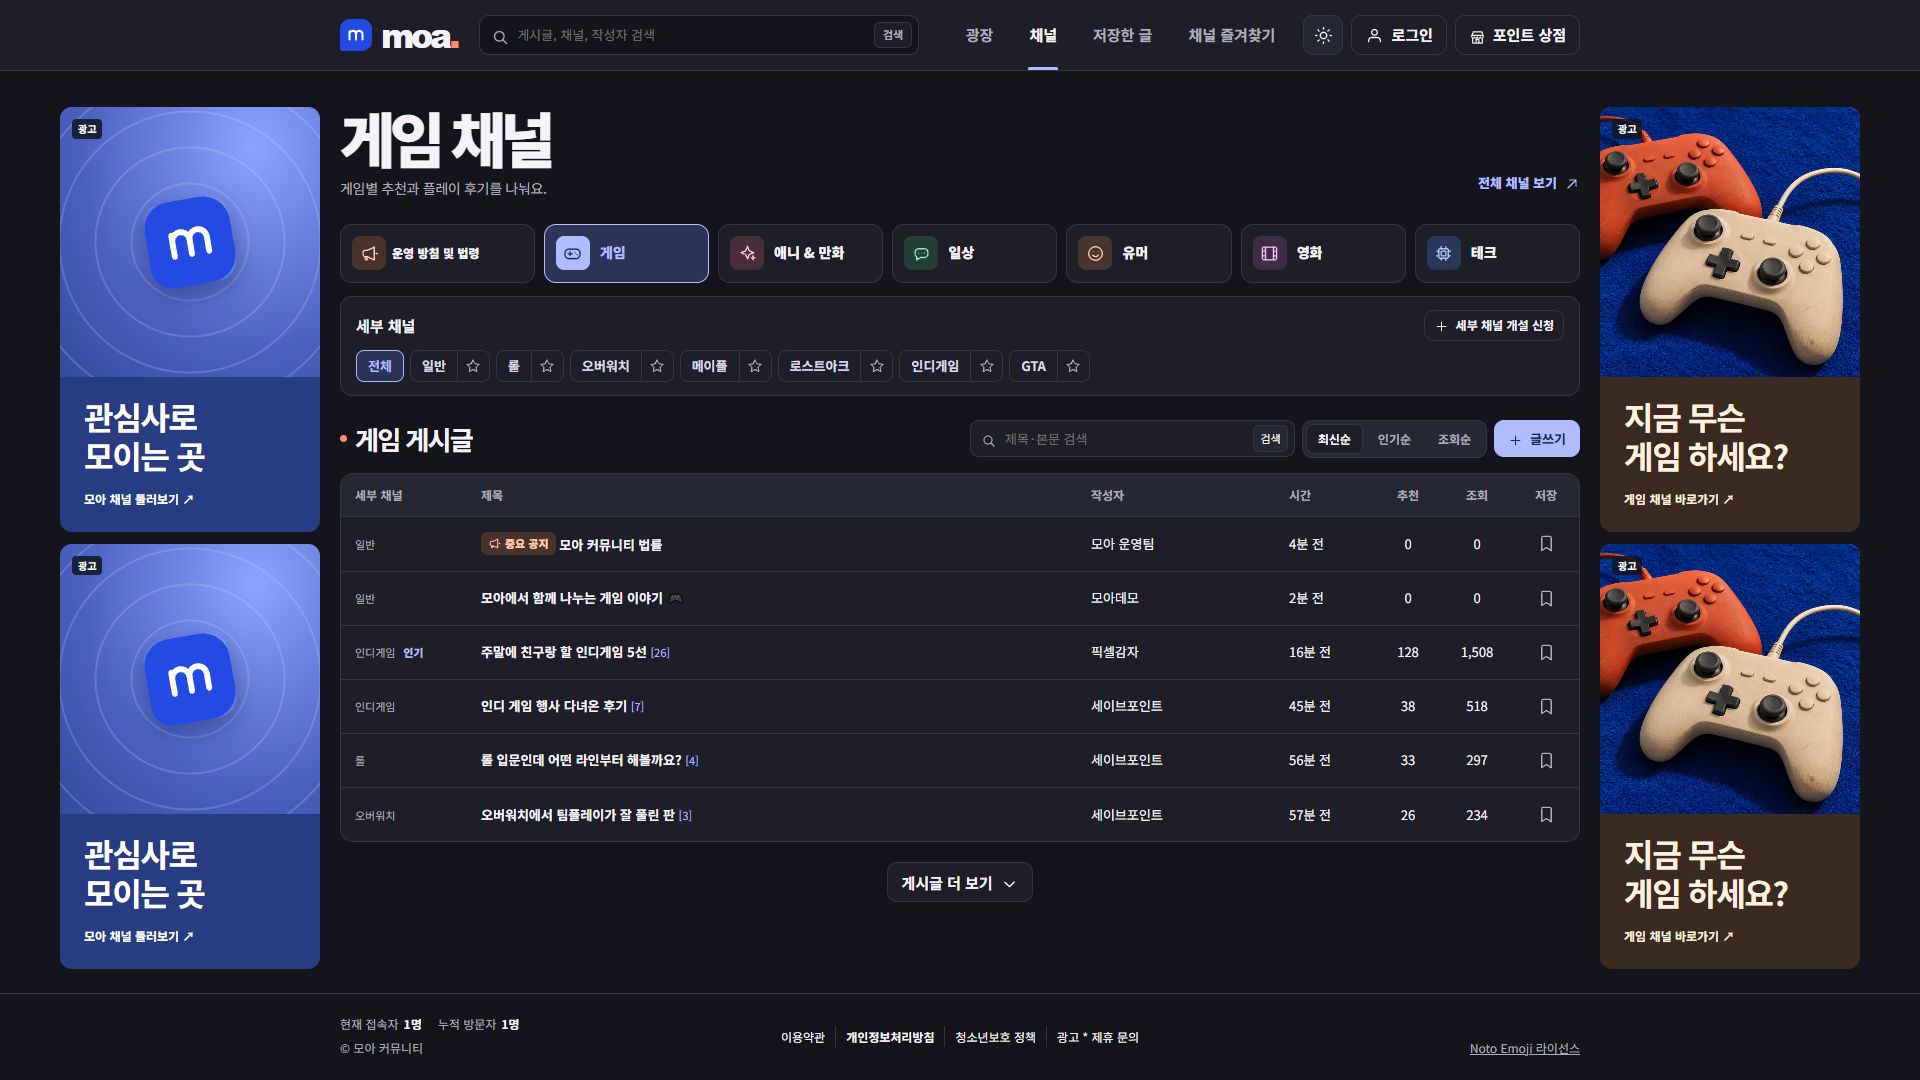 m moa.
게시글, 채널, 작성자 검색 검색
광장 채널 저장한 글 채널 즐겨찾기 로그인 포인트 상점
광고
관심사로
모이는 곳
모아 채널 둘러보기 ↗
광고
관심사로
모이는 곳
모아 채널 둘러보기 ↗
게임 채널
게임별 추천과 플레이 후기를 나눠요.
전체 채널 보기 ↗
운영 방침 및 법령 게임 애니 & 만화 일상 유머 영화 테크
세부 채널
+ 세부 채널 개설 신청
전체 일반 롤 오버워치 메이플 로스트아크 인디게임 GTA
게임 게시글
제목·본문 검색 검색
최신순 인기순 조회순
+ 글쓰기
세부 채널 제목 작성자 시간 추천 조회 저장
일반 중요 공지 모아 커뮤니티 법률 모아 운영팀 4분 전 0 0
일반 모아에서 함께 나누는 게임 이야기 🎮 모아데모 2분 전 0 0
인디게임 인기 주말에 친구랑 할 인디게임 5선 [26] 픽셀감자 16분 전 128 1,508
인디게임 인디 게임 행사 다녀온 후기 [7] 세이브포인트 45분 전 38 518
롤 롤 입문인데 어떤 라인부터 해볼까요? [4] 세이브포인트 56분 전 33 297
오버워치 오버워치에서 팀플레이가 잘 풀린 판 [3] 세이브포인트 57분 전 26 234
게시글 더 보기
광고
지금 무슨
게임 하세요?
게임 채널 바로가기 ↗
광고
지금 무슨
게임 하세요?
게임 채널 바로가기 ↗
현재 접속자 1명 누적 방문자 1명
© 모아 커뮤니티
이용약관 개인정보처리방침 청소년보호 정책 광고 * 제휴 문의
Noto Emoji 라이선스